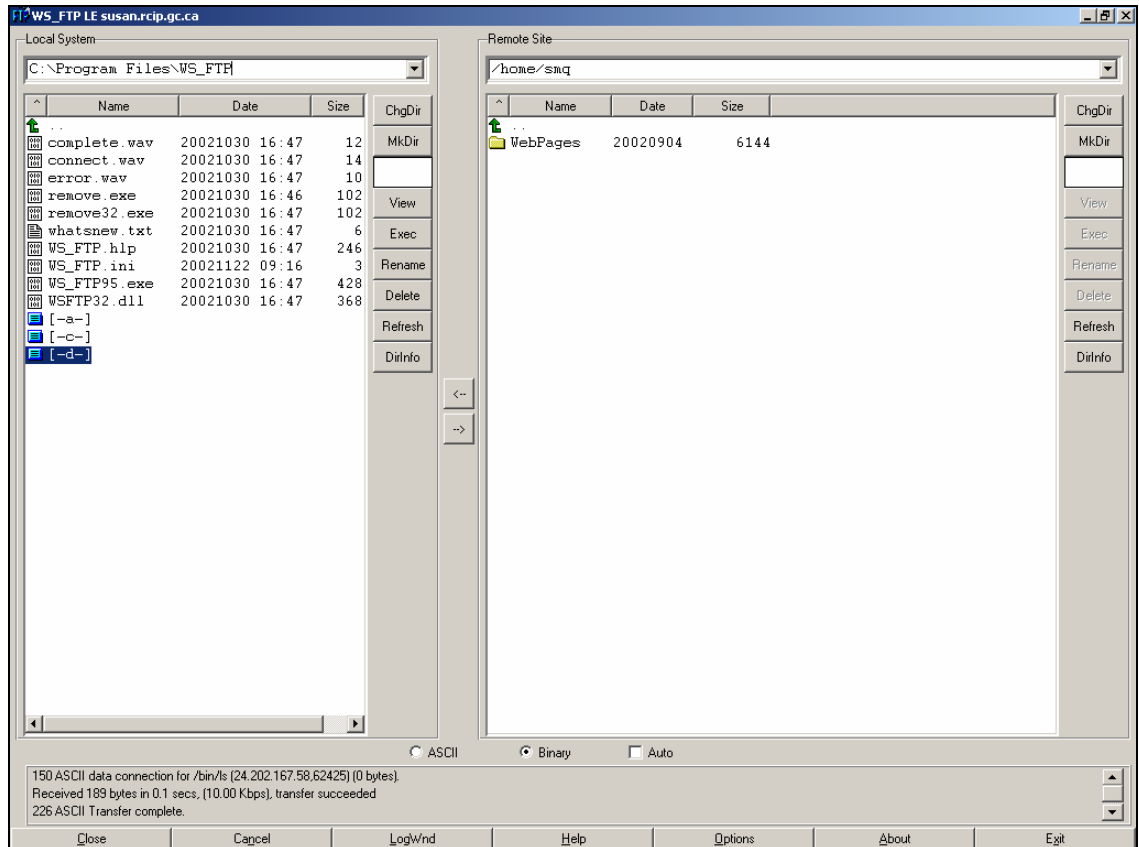 WS_FTP LE susan.rcip.gc.ca
Local System
C:\Program Files\WS_FTP
^ Name Date Size
..
complete.wav 20021030 16:47 12
connect.wav 20021030 16:47 14
error.wav 20021030 16:47 10
remove.exe 20021030 16:46 102
remove32.exe 20021030 16:47 102
whatsnew.txt 20021030 16:47 6
WS_FTP.hlp 20021030 16:47 246
WS_FTP.ini 20021122 09:16 3
WS_FTP95.exe 20021030 16:47 428
WSFTP32.dll 20021030 16:47 368
[-a-]
[-c-]
[-d-]
ChgDir
MkDir
View
Exec
Rename
Delete
Refresh
DirInfo
<--
-->
Remote Site
/home/smq
^ Name Date Size
..
WebPages 20020904 6144
ChgDir
MkDir
View
Exec
Rename
Delete
Refresh
DirInfo
ASCII Binary Auto
150 ASCII data connection for /bin/ls (24.202.167.58,62425) (0 bytes).
Received 189 bytes in 0.1 secs, (10.00 Kbps), transfer succeeded
226 ASCII Transfer complete.
Close Cancel LogWnd Help Options About Exit